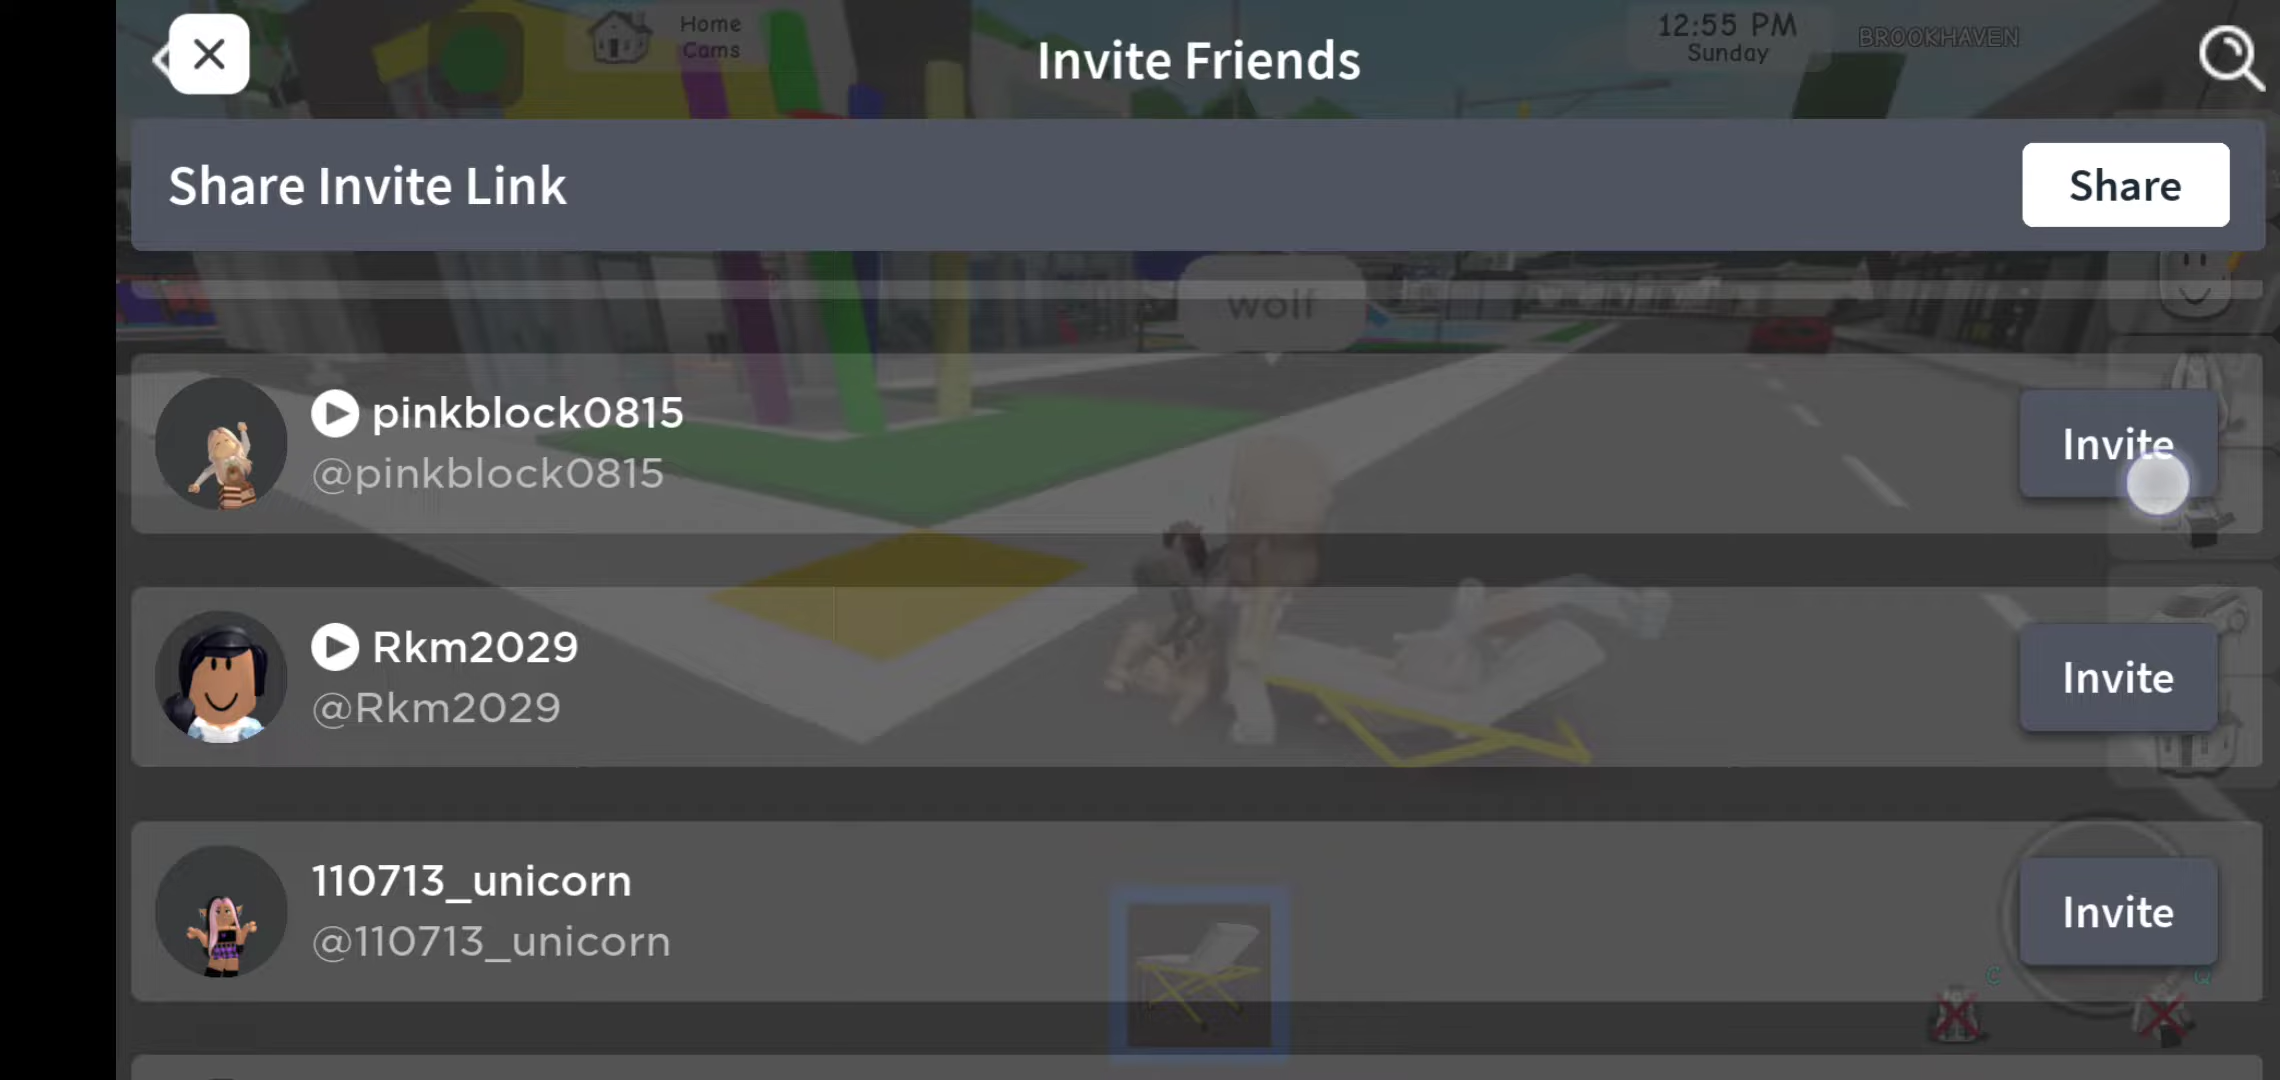 Home
Cams
Invite Friends
12:55 PM
Sunday
BROOKHAVEN
Share Invite Link
Share
wolf
pinkblock0815
@pinkblock0815
Invite
Rkm2029
@Rkm2029
Invite
110713_unicorn
@110713_unicorn
Invite
C
Q